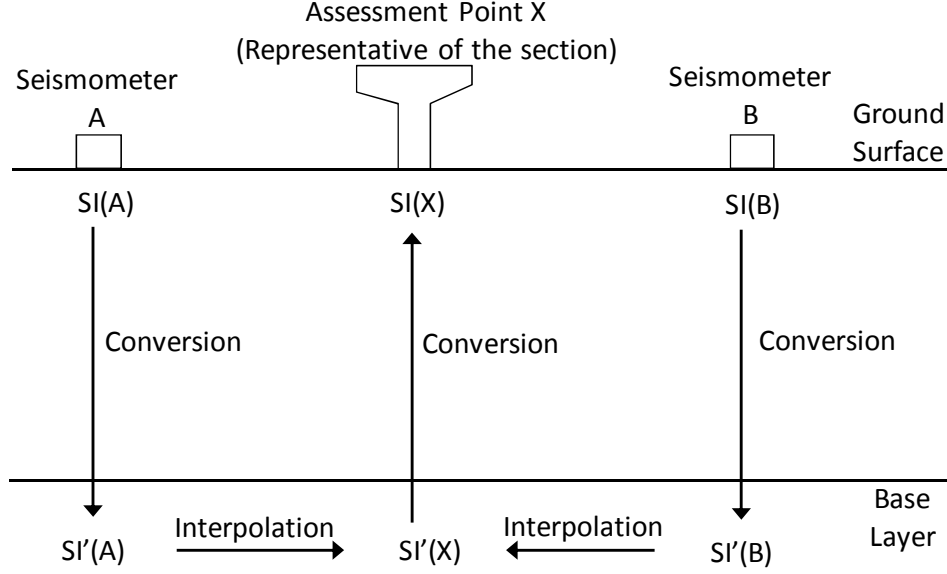 Assessment Point X
(Representative of the section)
Seismometer
A
Seismometer
B
Ground
Surface
SI(A)
SI(X)
SI(B)
Conversion
Conversion
Conversion
Base
Layer
Interpolation
Interpolation
SI’(A)
SI’(X)
SI’(B)